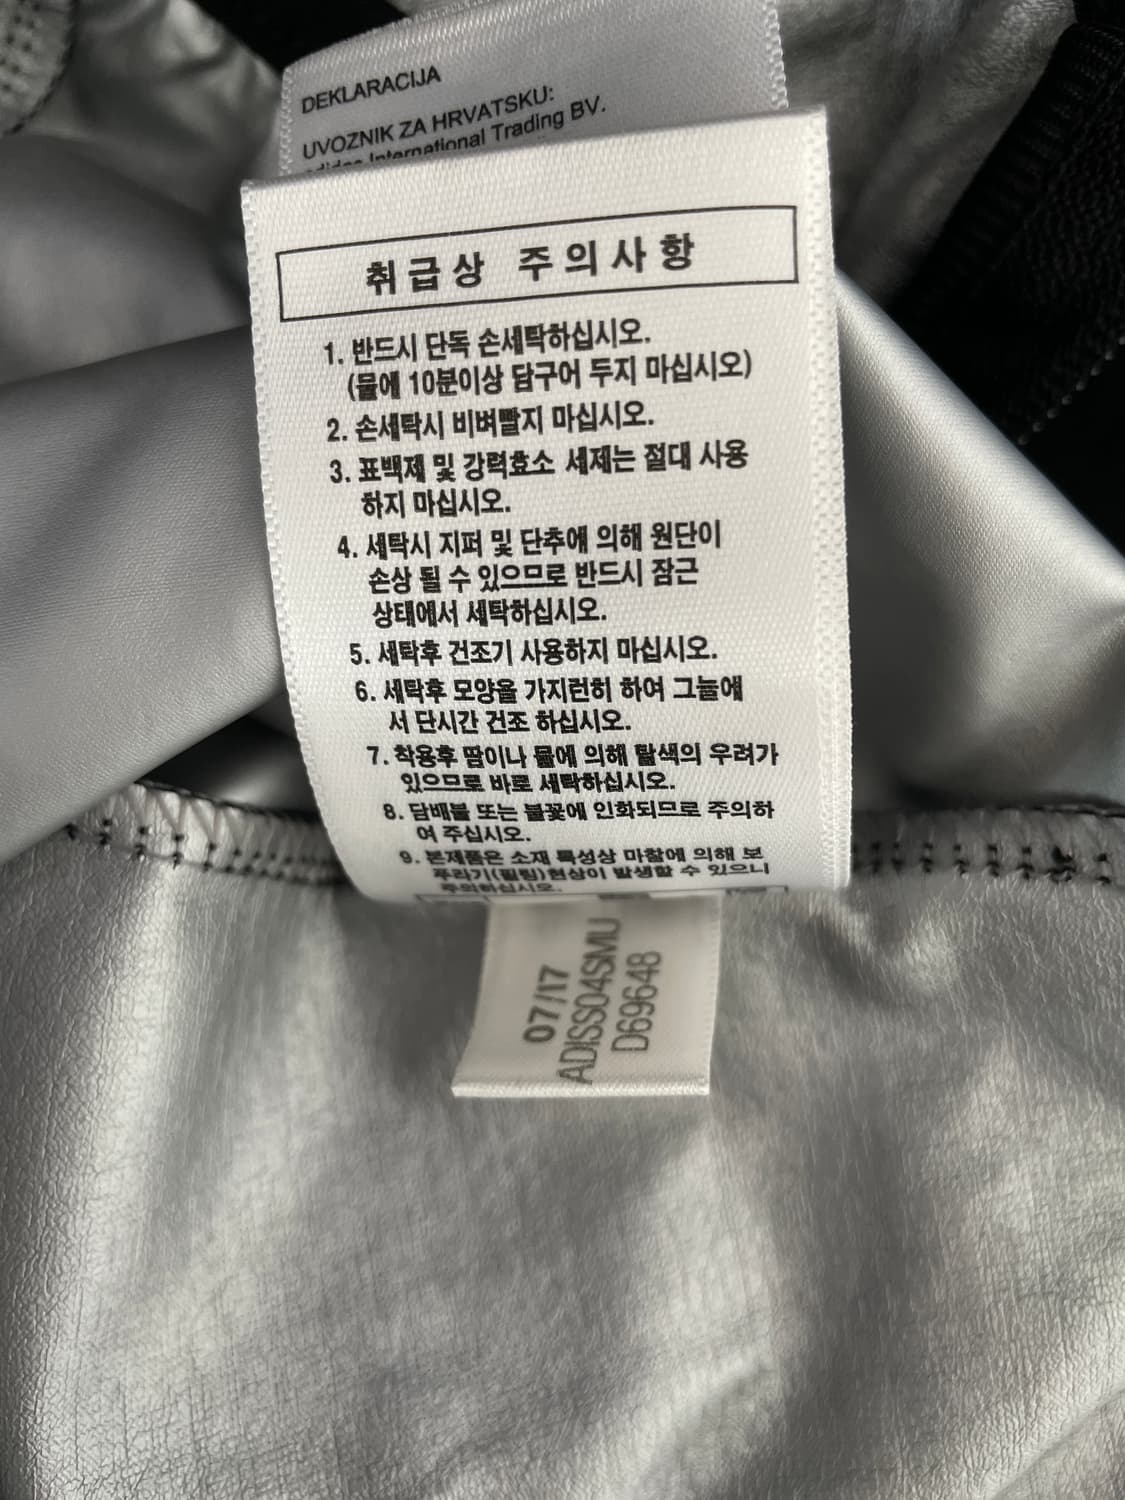 DEKLARACIJA
UVOZNIK ZA HRVATSKU:
adidas International Trading BV.
취급상 주의사항
1. 반드시 단독 손세탁하십시오.
(물에 10분이상 담구어 두지 마십시오)
2. 손세탁시 비벼빨지 마십시오.
3. 표백제 및 강력효소 세제는 절대 사용
하지 마십시오.
4. 세탁시 지퍼 및 단추에 의해 원단이
손상 될 수 있으므로 반드시 잠근
상태에서 세탁하십시오.
5. 세탁후 건조기 사용하지 마십시오.
6. 세탁후 모양을 가지런히 하여 그늘에
서 단시간 건조 하십시오.
7. 착용후 땀이나 물에 의해 탈색의 우려가
있으므로 바로 세탁하십시오.
8. 담배불 또는 불꽃에 인화되므로 주의하
여 주십시오.
9. 본제품은 소재 특성상 마찰에 의해 보
푸라기(필링)현상이 발생할 수 있으니
주의하십시오.
07/17
ADISS04SMU
D69648